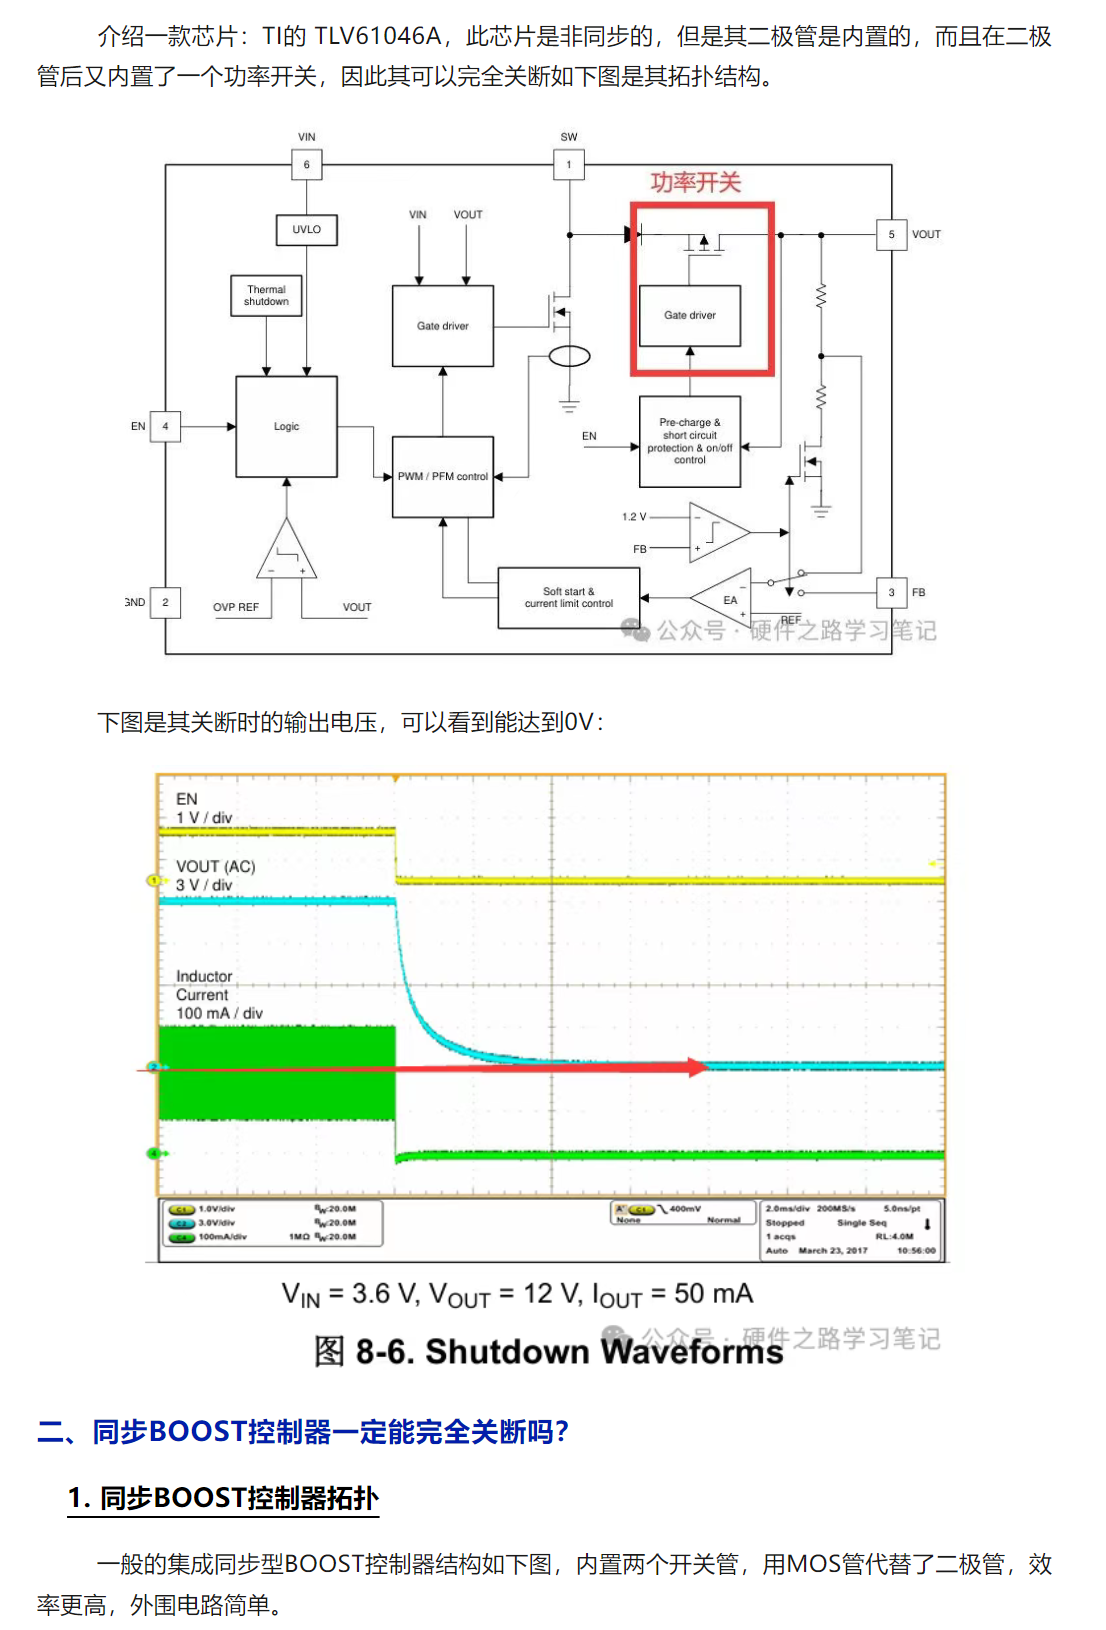 介绍一款芯片：TI的 TLV61046A，此芯片是非同步的，但是其二极管是内置的，而且在二极
管后又内置了一个功率开关，因此其可以完全关断如下图是其拓扑结构。
VIN
SW
6
1
功率开关
VIN
VOUT
UVLO
5
VOUT
Thermal
shutdown
Gate driver
Gate driver
EN
4
Logic
EN
Pre-charge &
short circuit
protection & on/off
control
PWM / PFM control
1.2 V
−
FB
+
Soft start &
current limit control
EA
−
+
REF
3
FB
GND
2
OVP REF
−
+
VOUT
公众号 · 硬件之路学习笔记
下图是其关断时的输出电压，可以看到能达到0V：
EN
1 V / div
VOUT (AC)
3 V / div
1
Inductor
Current
100 mA / div
2
4
C1 1.0V/div BW:20.0M
C2 3.0V/div BW:20.0M
C4 100mA/div 1MΩ BW:20.0M
A' C1 400mV
None Normal
2.0ms/div 200MS/s 5.0ns/pt
Stopped Single Seq
1 acqs RL:4.0M
Auto March 23, 2017 10:56:00
VIN = 3.6 V, VOUT = 12 V, IOUT = 50 mA
公众号 · 硬件之路学习笔记
图 8-6. Shutdown Waveforms
二、同步BOOST控制器一定能完全关断吗？
1. 同步BOOST控制器拓扑
一般的集成同步型BOOST控制器结构如下图，内置两个开关管，用MOS管代替了二极管，效
率更高，外围电路简单。